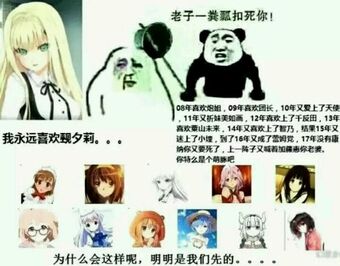 老子一粪瓢扣死你！
08年喜欢炮姐，09年喜欢团长，10年又爱上了天使
，11年又折妹美如画，12年又喜欢上了千反田，13年
喜欢栗山未来，14年又喜欢上了智乃，结果15年又
迷上了小埋，到了16年又成了雷姆党，17年没有康
纳你又要死了，上一阵子又喊着加藤惠你老婆。
你特么是个萌豚吧
我永远喜欢觐夕莉。。。
为什么会这样呢，明明是我们先的。。。。